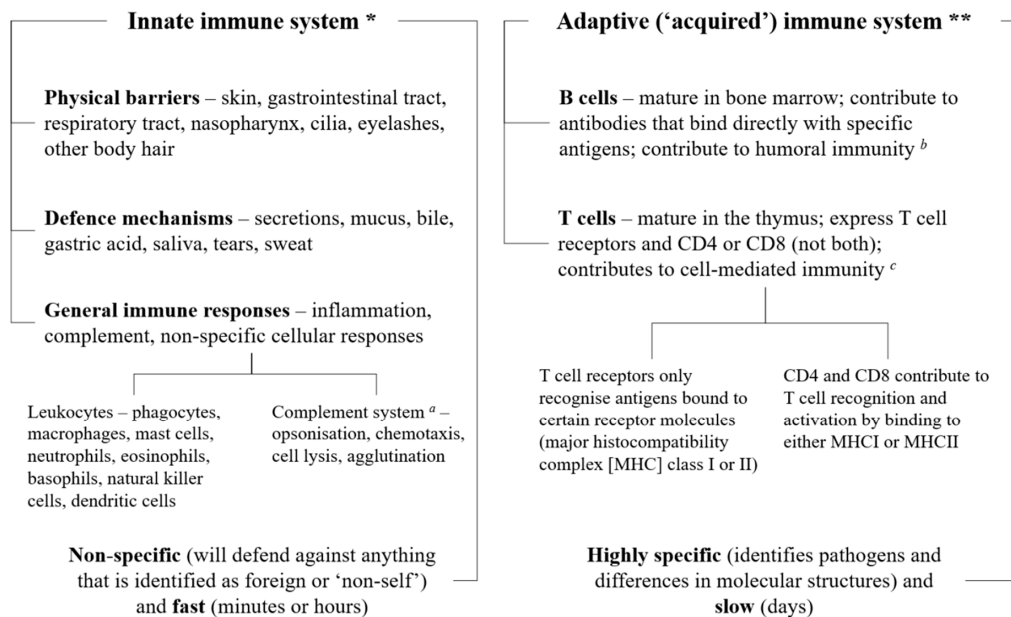 Innate immune system *
Physical barriers – skin, gastrointestinal tract,
respiratory tract, nasopharynx, cilia, eyelashes,
other body hair
Defence mechanisms – secretions, mucus, bile,
gastric acid, saliva, tears, sweat
General immune responses – inflammation,
complement, non-specific cellular responses
Leukocytes – phagocytes,
macrophages, mast cells,
neutrophils, eosinophils,
basophils, natural killer
cells, dendritic cells
Complement system a –
opsonisation, chemotaxis,
cell lysis, agglutination
Non-specific (will defend against anything
that is identified as foreign or ‘non-self’)
and fast (minutes or hours)
Adaptive (‘acquired’) immune system **
B cells – mature in bone marrow; contribute to
antibodies that bind directly with specific
antigens; contribute to humoral immunity b
T cells – mature in the thymus; express T cell
receptors and CD4 or CD8 (not both);
contributes to cell-mediated immunity c
T cell receptors only
recognise antigens bound to
certain receptor molecules
(major histocompatibility
complex [MHC] class I or II)
CD4 and CD8 contribute to
T cell recognition and
activation by binding to
either MHCI or MHCII
Highly specific (identifies pathogens and
differences in molecular structures) and
slow (days)